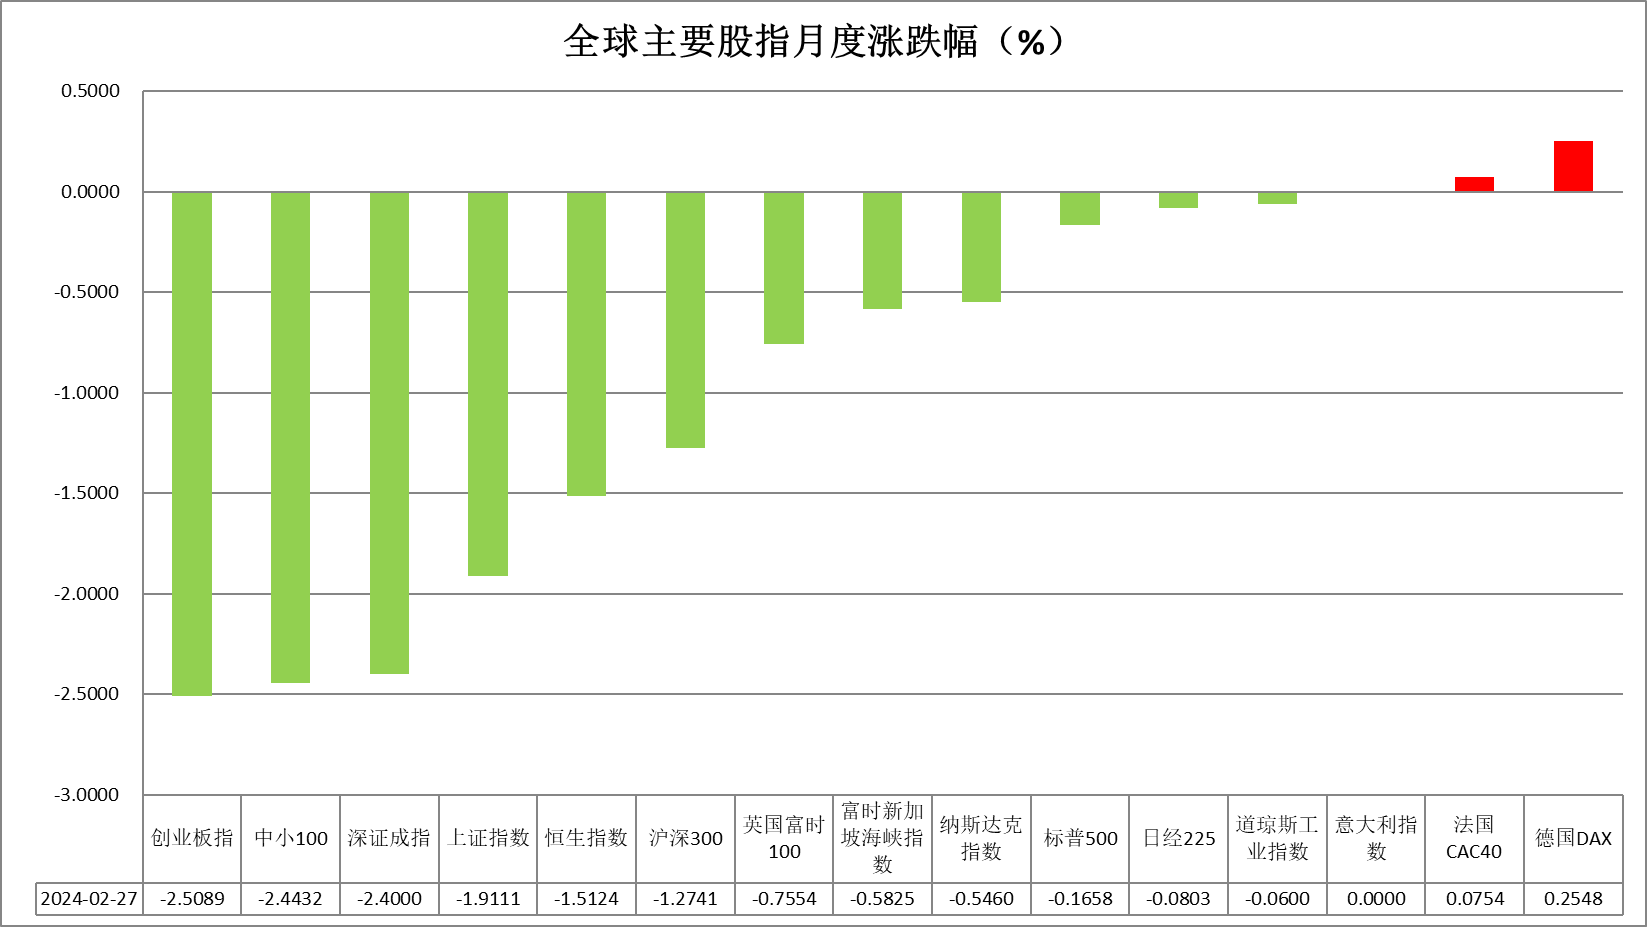 全球主要股指月度涨跌幅（%）
0.5000
0.0000
-0.5000
-1.0000
-1.5000
-2.0000
-2.5000
-3.0000
创业板指
中小100
深证成指
上证指数
恒生指数
沪深300
英国富时
100
富时新加
坡海峡指
数
纳斯达克
指数
标普500
日经225
道琼斯工
业指数
意大利指
数
法国
CAC40
德国DAX
2024-02-27 -2.5089 -2.4432 -2.4000 -1.9111 -1.5124 -1.2741 -0.7554 -0.5825 -0.5460 -0.1658 -0.0803 -0.0600 0.0000 0.0754 0.2548